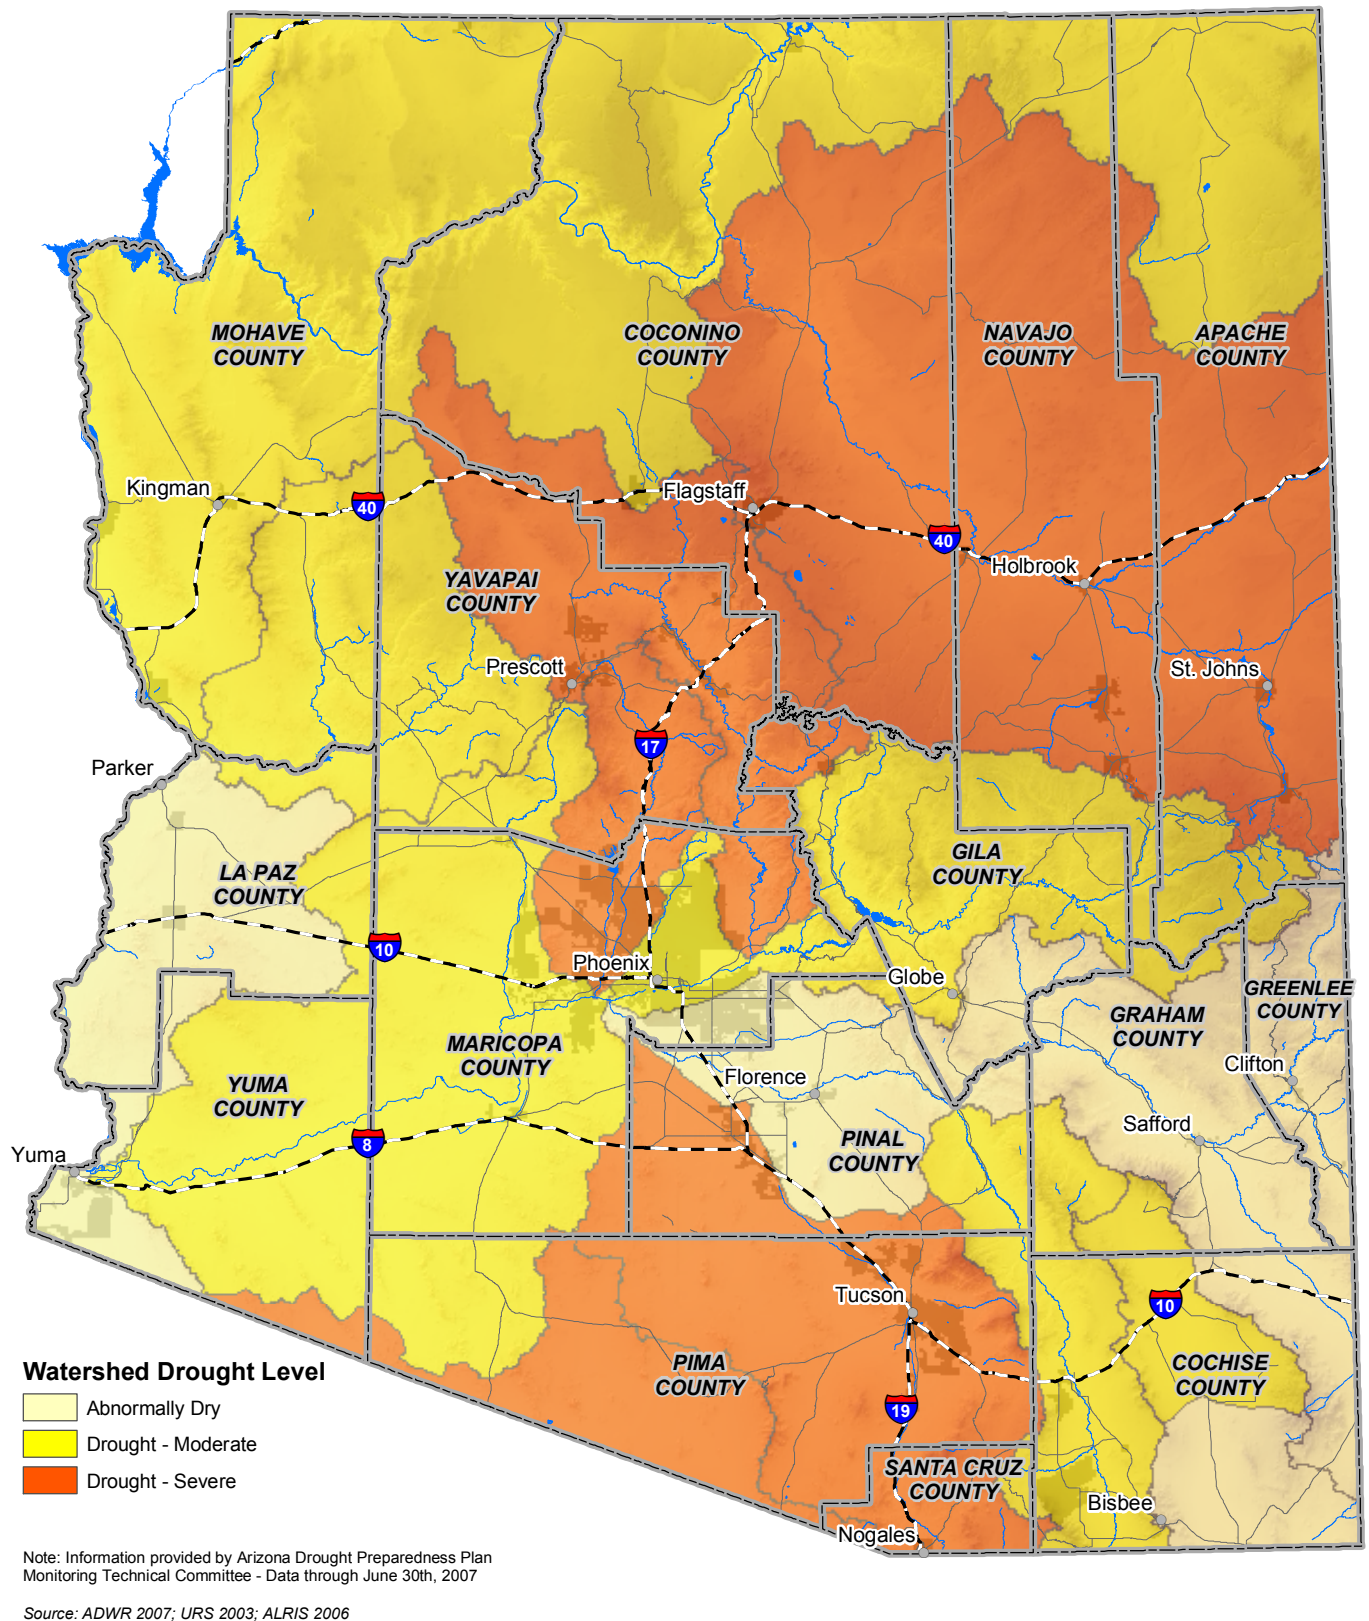 MOHAVE
COUNTY
COCONINO
COUNTY
NAVAJO
COUNTY
APACHE
COUNTY
Kingman
40
Flagstaff
40
Holbrook
YAVAPAI
COUNTY
Prescott
St. Johns
17
Parker
LA PAZ
COUNTY
GILA
COUNTY
10
Phoenix
Globe
GREENLEE
COUNTY
GRAHAM
COUNTY
MARICOPA
COUNTY
Clifton
Florence
YUMA
COUNTY
Safford
PINAL
COUNTY
8
Yuma
Tucson
10
PIMA
COUNTY
COCHISE
COUNTY
19
SANTA CRUZ
COUNTY
Bisbee
Nogales
Watershed Drought Level
Abnormally Dry
Drought - Moderate
Drought - Severe
Note: Information provided by Arizona Drought Preparedness Plan
Monitoring Technical Committee - Data through June 30th, 2007
Source: ADWR 2007; URS 2003; ALRIS 2006